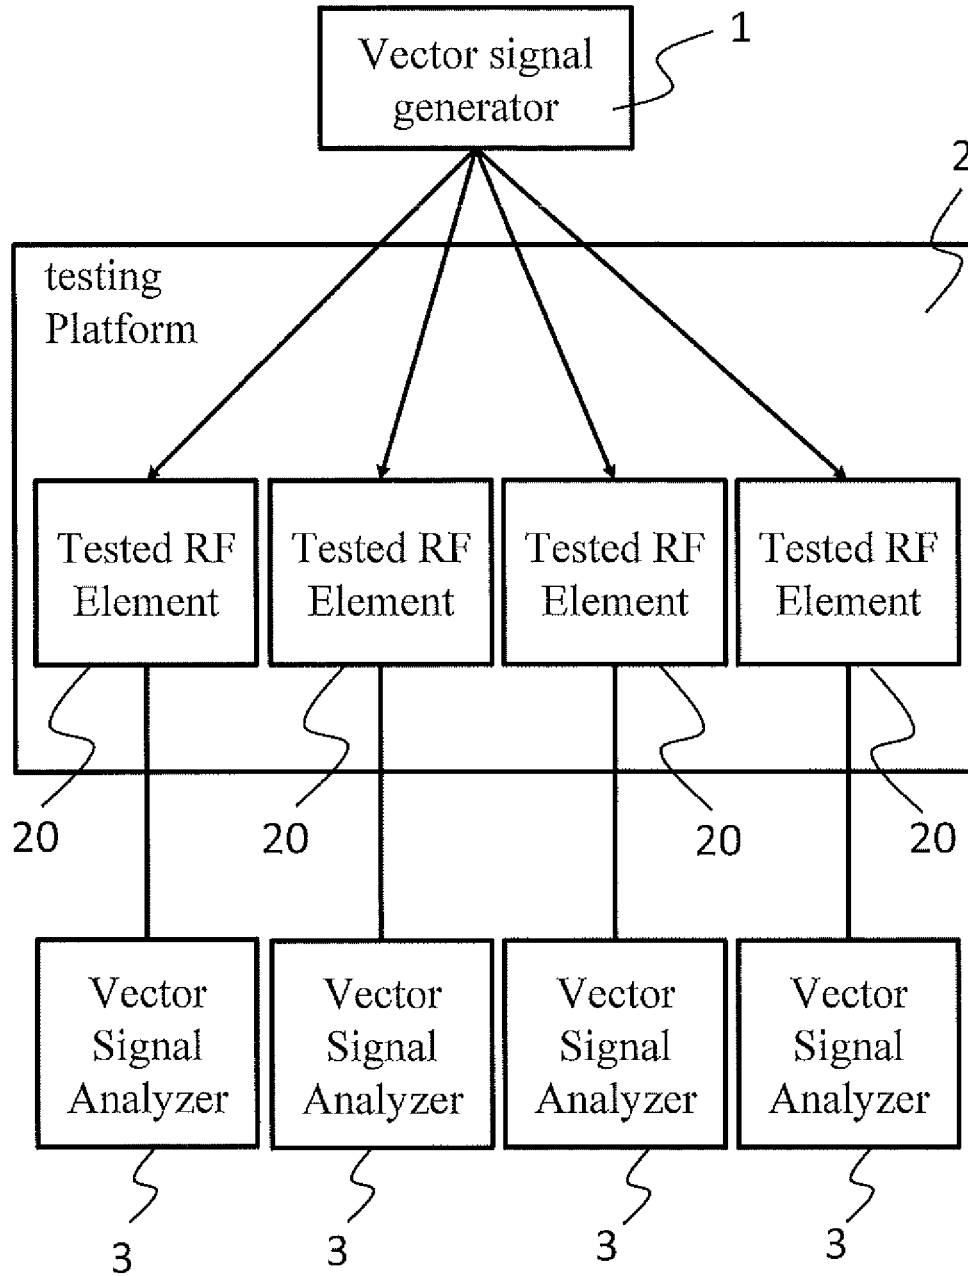 Vector signal
generator
1
2
testing
Platform
Tested RF
Element
Tested RF
Element
Tested RF
Element
Tested RF
Element
20
20
20
20
Vector
Signal
Analyzer
Vector
Signal
Analyzer
Vector
Signal
Analyzer
Vector
Signal
Analyzer
3
3
3
3